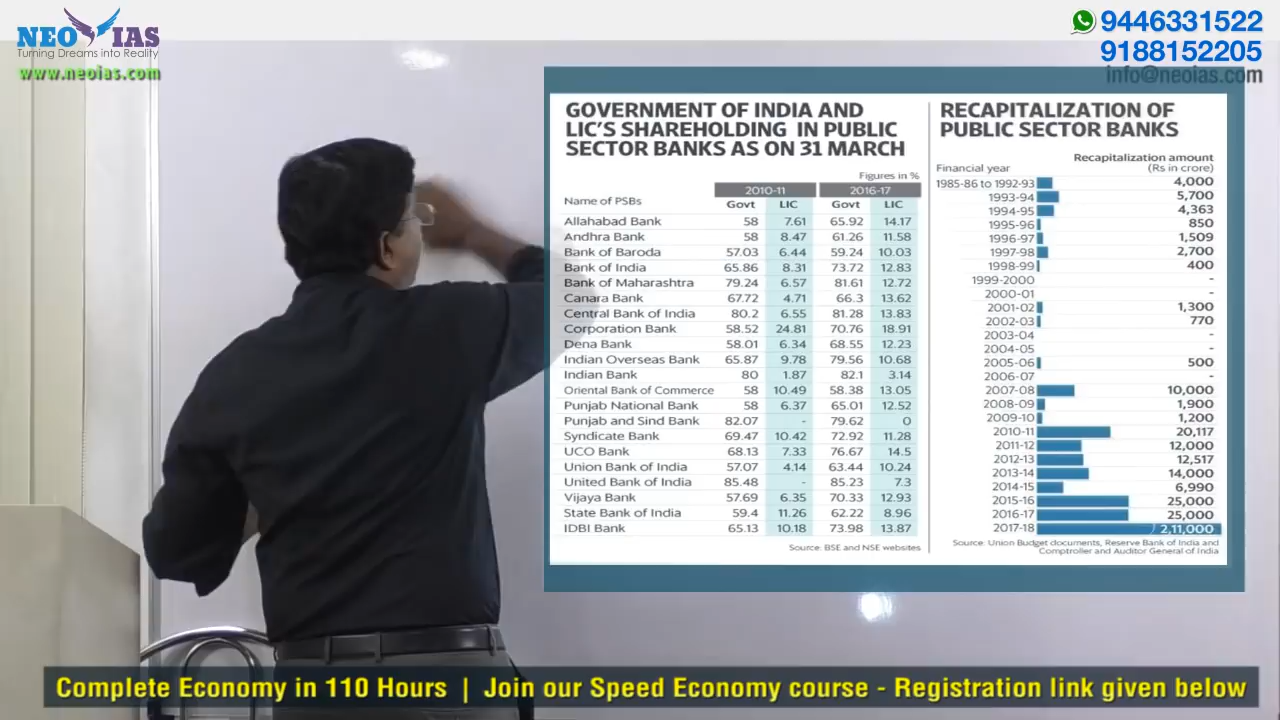 NEO IAS
Turning Dreams into Reality
www.neoias.com
9446331522
9188152205
info@neoias.com
GOVERNMENT OF INDIA AND
LIC'S SHAREHOLDING IN PUBLIC
SECTOR BANKS AS ON 31 MARCH
Figures in %
2010-11 2016-17
Name of PSBs Govt LIC Govt LIC
Allahabad Bank 58 7.61 65.92 14.17
Andhra Bank 58 8.47 61.26 11.58
Bank of Baroda 57.03 6.44 59.24 10.03
Bank of India 65.86 8.31 73.72 12.83
Bank of Maharashtra 79.24 6.57 81.61 12.72
Canara Bank 67.72 4.71 66.3 13.62
Central Bank of India 80.2 6.55 81.28 13.83
Corporation Bank 58.52 24.81 70.76 18.91
Dena Bank 58.01 6.34 68.55 12.23
Indian Overseas Bank 65.87 9.78 79.56 10.68
Indian Bank 80 1.87 82.1 3.14
Oriental Bank of Commerce 58 10.49 58.38 13.05
Punjab National Bank 58 6.37 65.01 12.52
Punjab and Sind Bank 82.07 - 79.62 0
Syndicate Bank 69.47 10.42 72.92 11.28
UCO Bank 68.13 7.33 76.67 14.5
Union Bank of India 57.07 4.14 63.44 10.24
United Bank of India 85.48 - 85.23 7.3
Vijaya Bank 57.69 6.35 70.33 12.93
State Bank of India 59.4 11.26 62.22 8.96
IDBI Bank 65.13 10.18 73.98 13.87
Source: BSE and NSE websites
RECAPITALIZATION OF
PUBLIC SECTOR BANKS
Recapitalization amount
Financial year (Rs in crore)
1985-86 to 1992-93 4,000
1993-94 5,700
1994-95 4,363
1995-96 850
1996-97 1,509
1997-98 2,700
1998-99 400
1999-2000 -
2000-01 -
2001-02 1,300
2002-03 770
2003-04 -
2004-05 -
2005-06 500
2006-07 -
2007-08 10,000
2008-09 1,900
2009-10 1,200
2010-11 20,117
2011-12 12,000
2012-13 12,517
2013-14 14,000
2014-15 6,990
2015-16 25,000
2016-17 25,000
2017-18 2,11,000
Source: Union Budget documents, Reserve Bank of India and
Comptroller and Auditor General of India
Complete Economy in 110 Hours | Join our Speed Economy course - Registration link given below